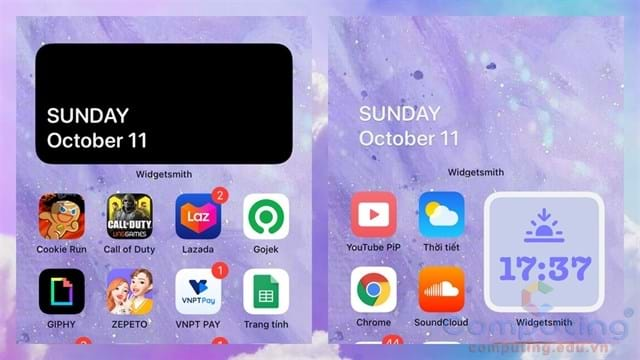 SUNDAY
October 11
Widgetsmith
CALL OF DUTY
GAMES
Laz
2
Cookie Run
Call of Duty
Lazada
Gojek
VNPT Pay
1
GIPHY
ZEPETO
VNPT PAY
Trang tính
SUNDAY
October 11
Widgetsmith
YouTube PiP
Thời tiết
17:37
Chrome
SoundCloud
Widgetsmith
44
Computing
computing.edu.vn